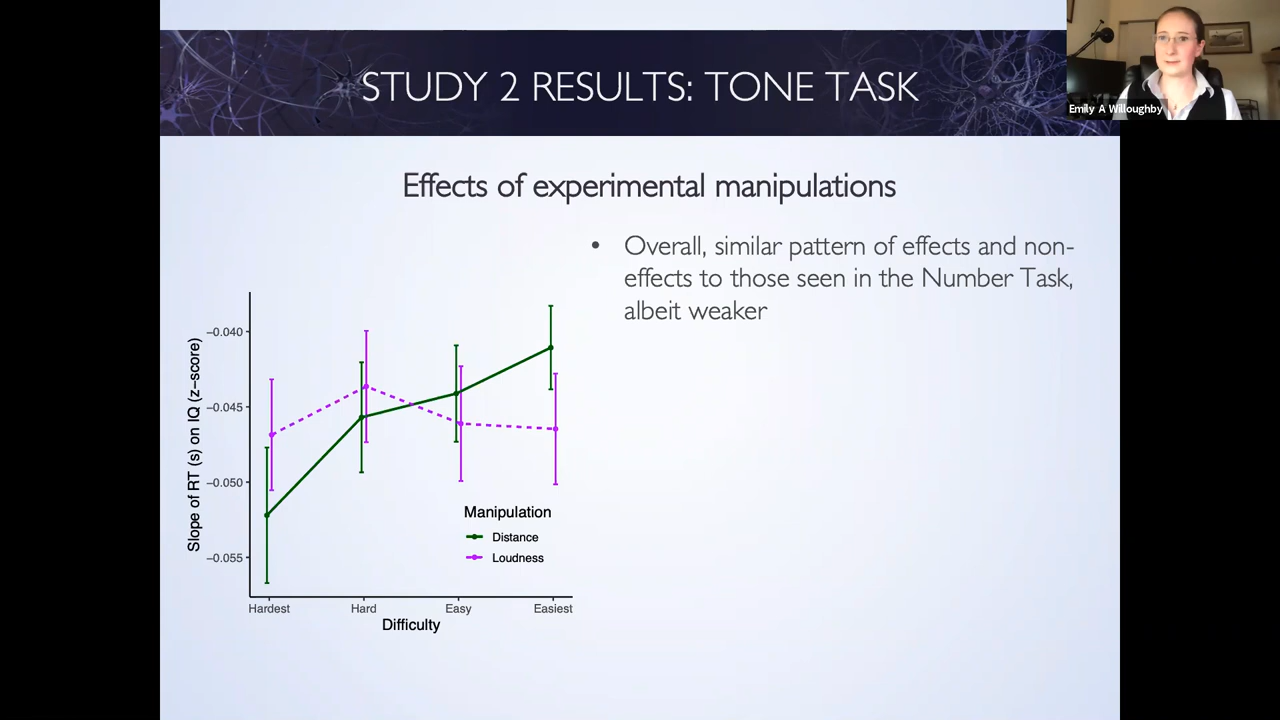 STUDY 2 RESULTS: TONE TASK
Emily A Willoughby
Effects of experimental manipulations
• Overall, similar pattern of effects and non-
effects to those seen in the Number Task,
albeit weaker
Slope of RT (s) on IQ (z−score)
−0.040
−0.045
−0.050
−0.055
Manipulation
Distance
Loudness
Hardest Hard Easy Easiest
Difficulty